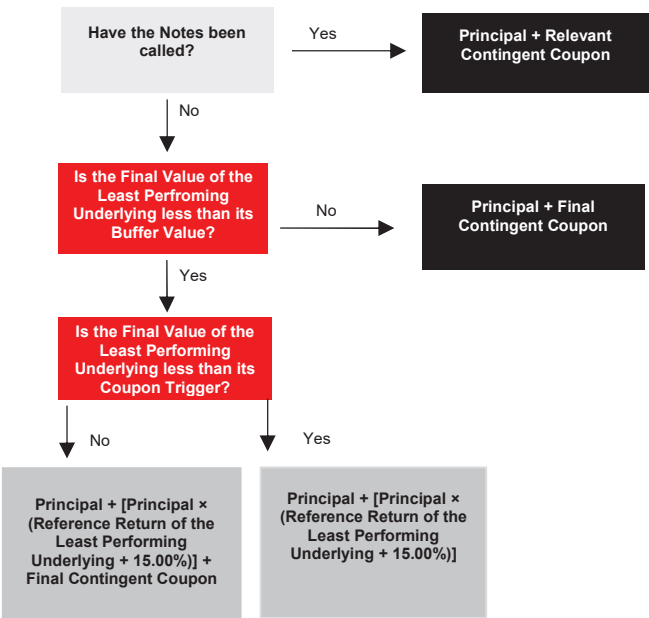 Have the Notes been
called?
Yes
Principal + Relevant
Contingent Coupon
No
Is the Final Value of the
Least Perfroming
Underlying less than its
Buffer Value?
No
Principal + Final
Contingent Coupon
Yes
Is the Final Value of the
Least Performing
Underlying less than its
Coupon Trigger?
No
Yes
Principal + [Principal ×
(Reference Return of the
Least Performing
Underlying + 15.00%)] +
Final Contingent Coupon
Principal + [Principal ×
(Reference Return of the
Least Performing
Underlying + 15.00%)]